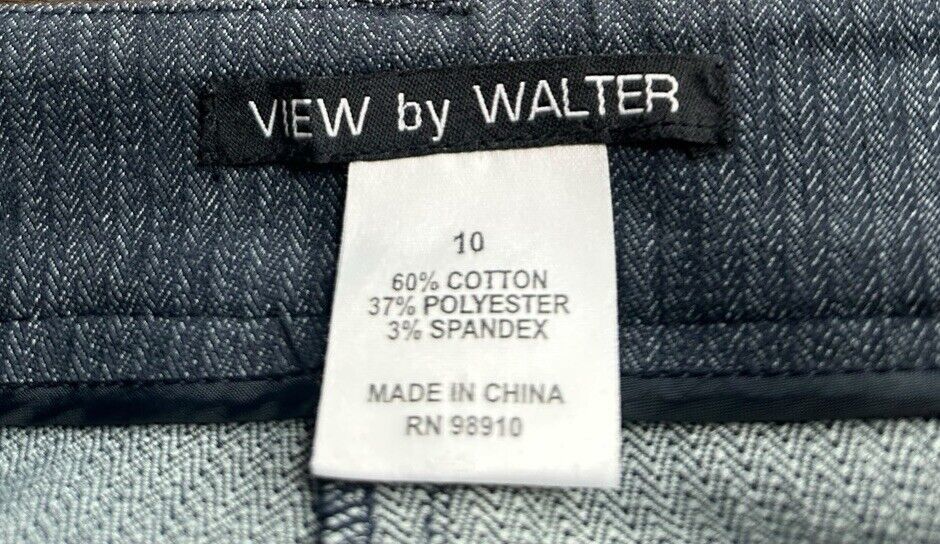 VIEW by WALTER
10
60% COTTON
37% POLYESTER
3% SPANDEX
MADE IN CHINA
RN 98910